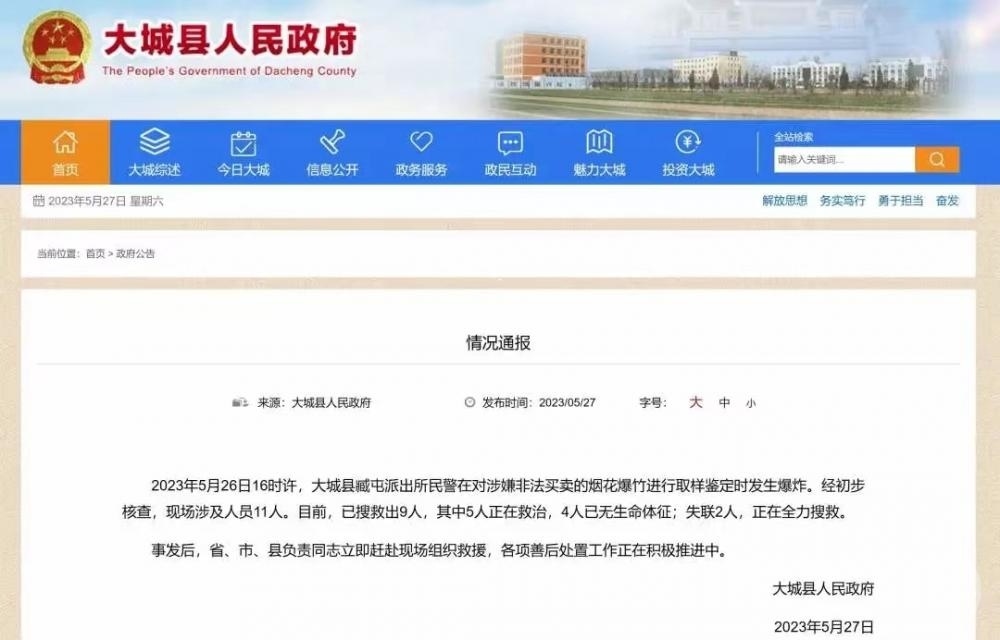 大城县人民政府
The People's Government of Dacheng County
首页 大城综述 今日大城 信息公开 政务服务 政民互动 魅力大城 投资大城
全站检索
请输入关键词...
2023年5月27日 星期六 解放思想 务实笃行 勇于担当 奋发
当前位置：首页 > 政府公告
情况通报
来源：大城县人民政府 发布时间：2023/05/27 字号： 大 中 小
2023年5月26日16时许，大城县臧屯派出所民警在对涉嫌非法买卖的烟花爆竹进行取样鉴定时发生爆炸。经初步
核查，现场涉及人员11人。目前，已搜救出9人，其中5人正在救治，4人已无生命体征；失联2人，正在全力搜救。
事发后，省、市、县负责同志立即赶赴现场组织救援，各项善后处置工作正在积极推进中。
大城县人民政府
2023年5月27日